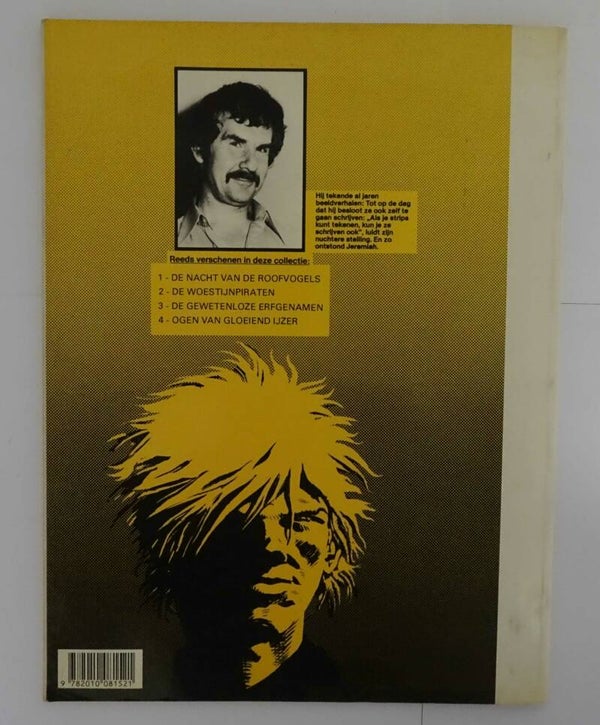 Hij tekende al jaren
beeldverhalen: Tot op de dag
dat hij besloot ze ook zelf te
gaan schrijven: „Als je strips
kunt tekenen, kun je ze
schrijven ook", luidt zijn
nuchtere stelling. En zo
ontstond Jeremiah.
Reeds verschenen in deze collectie:
1 - DE NACHT VAN DE ROOFVOGELS
2 - DE WOESTIJNPIRATEN
3 - DE GEWETENLOZE ERFGENAMEN
4 - OGEN VAN GLOEIEND IJZER
9 782010 081521